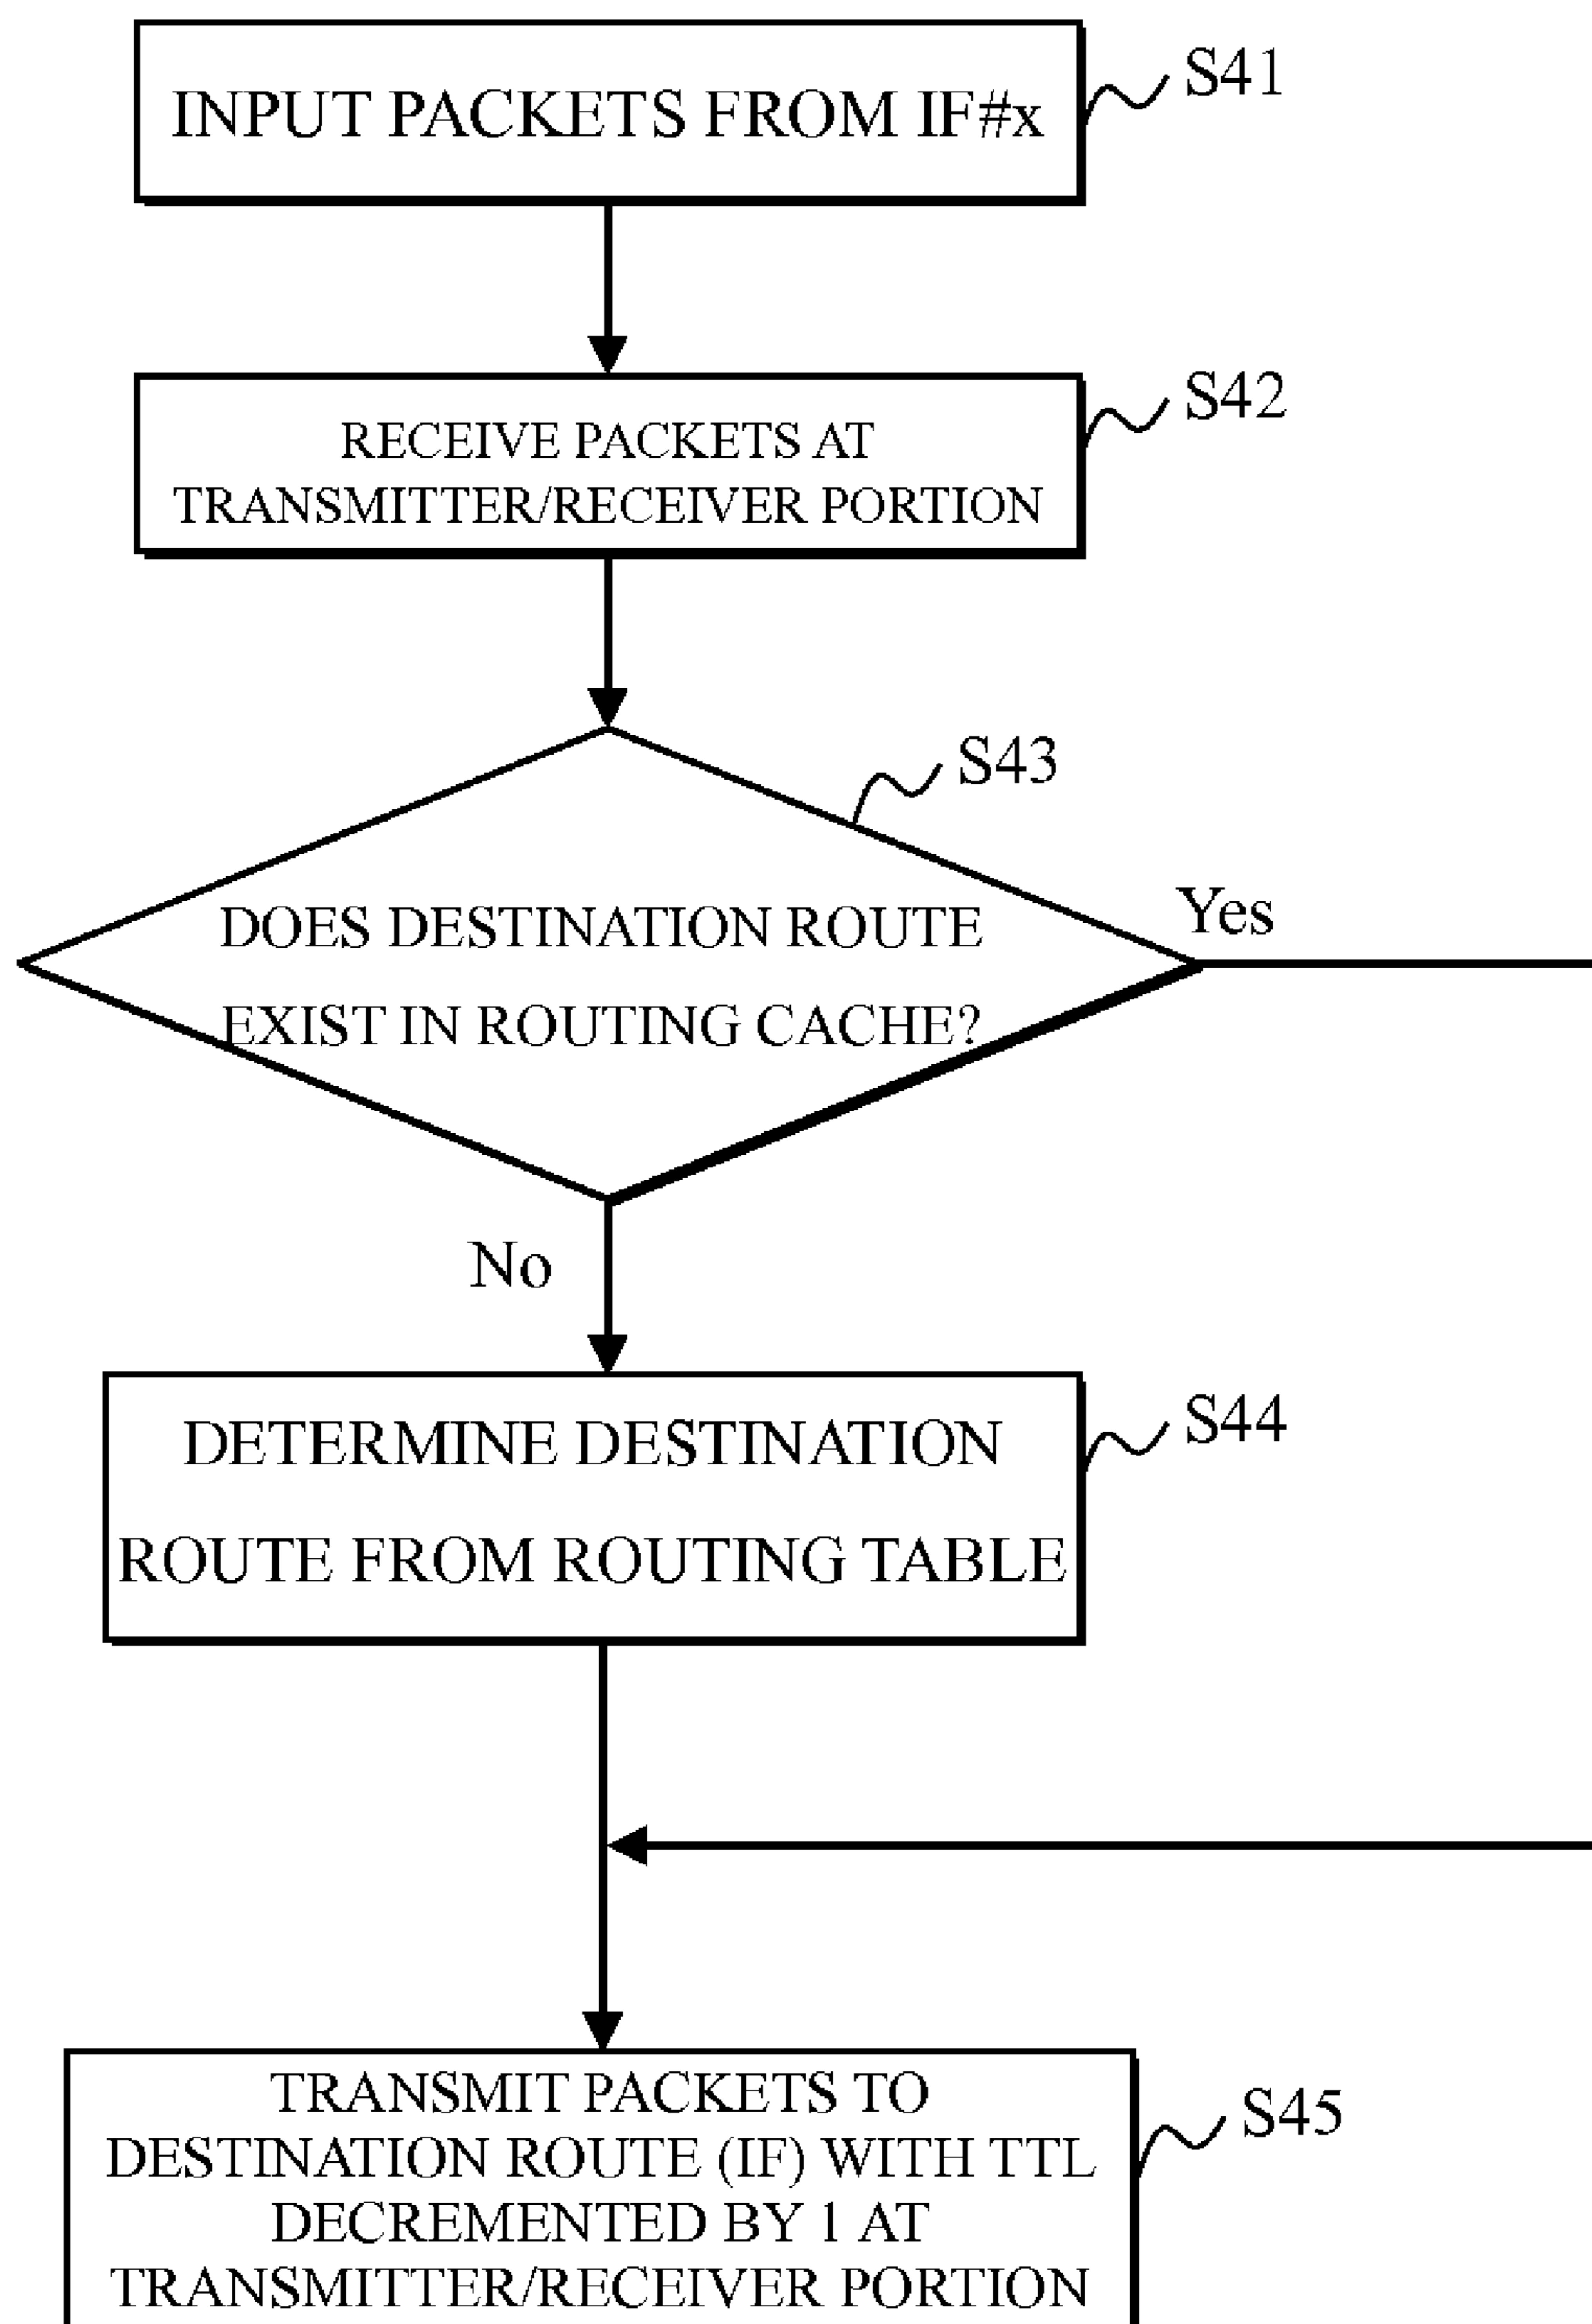 INPUT PACKETS FROM IF#x
S41
RECEIVE PACKETS AT
TRANSMITTER/RECEIVER PORTION
S42
S43
DOES DESTINATION ROUTE
EXIST IN ROUTING CACHE?
Yes
No
DETERMINE DESTINATION
ROUTE FROM ROUTING TABLE
S44
TRANSMIT PACKETS TO
DESTINATION ROUTE (IF) WITH TTL
DECREMENTED BY 1 AT
TRANSMITTER/RECEIVER PORTION
S45